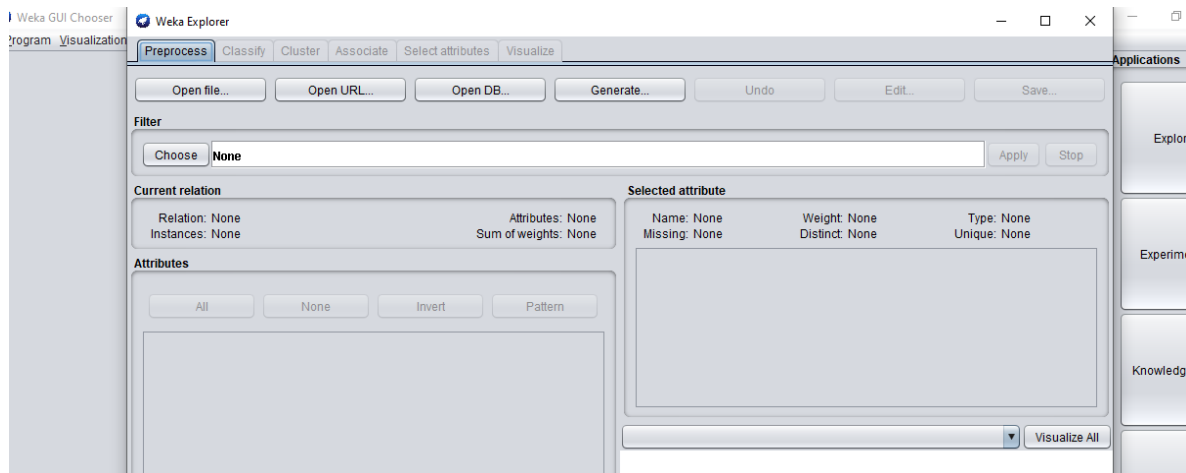 Weka GUI Chooser
Weka Explorer
Program Visualization
Preprocess Classify Cluster Associate Select attributes Visualize
Applications
Open file... Open URL... Open DB... Generate... Undo Edit... Save...
Filter
Choose None Apply Stop
Explor
Current relation
Relation: None Attributes: None
Instances: None Sum of weights: None
Selected attribute
Name: None Weight: None Type: None
Missing: None Distinct: None Unique: None
Experime
Attributes
All None Invert Pattern
Knowledg
Visualize All